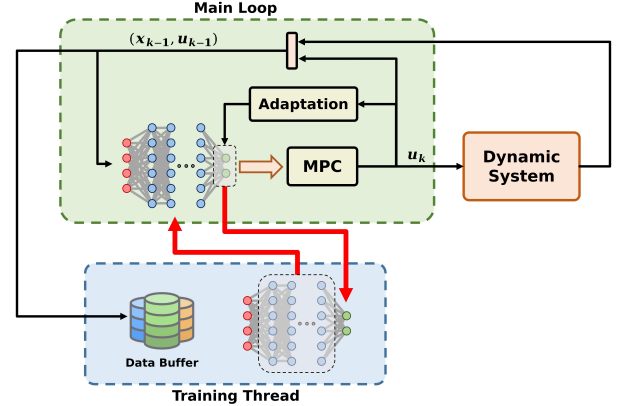 Main Loop
(x_{k-1}, u_{k-1})
Adaptation
MPC
u_k
Dynamic
System
Data Buffer
Training Thread